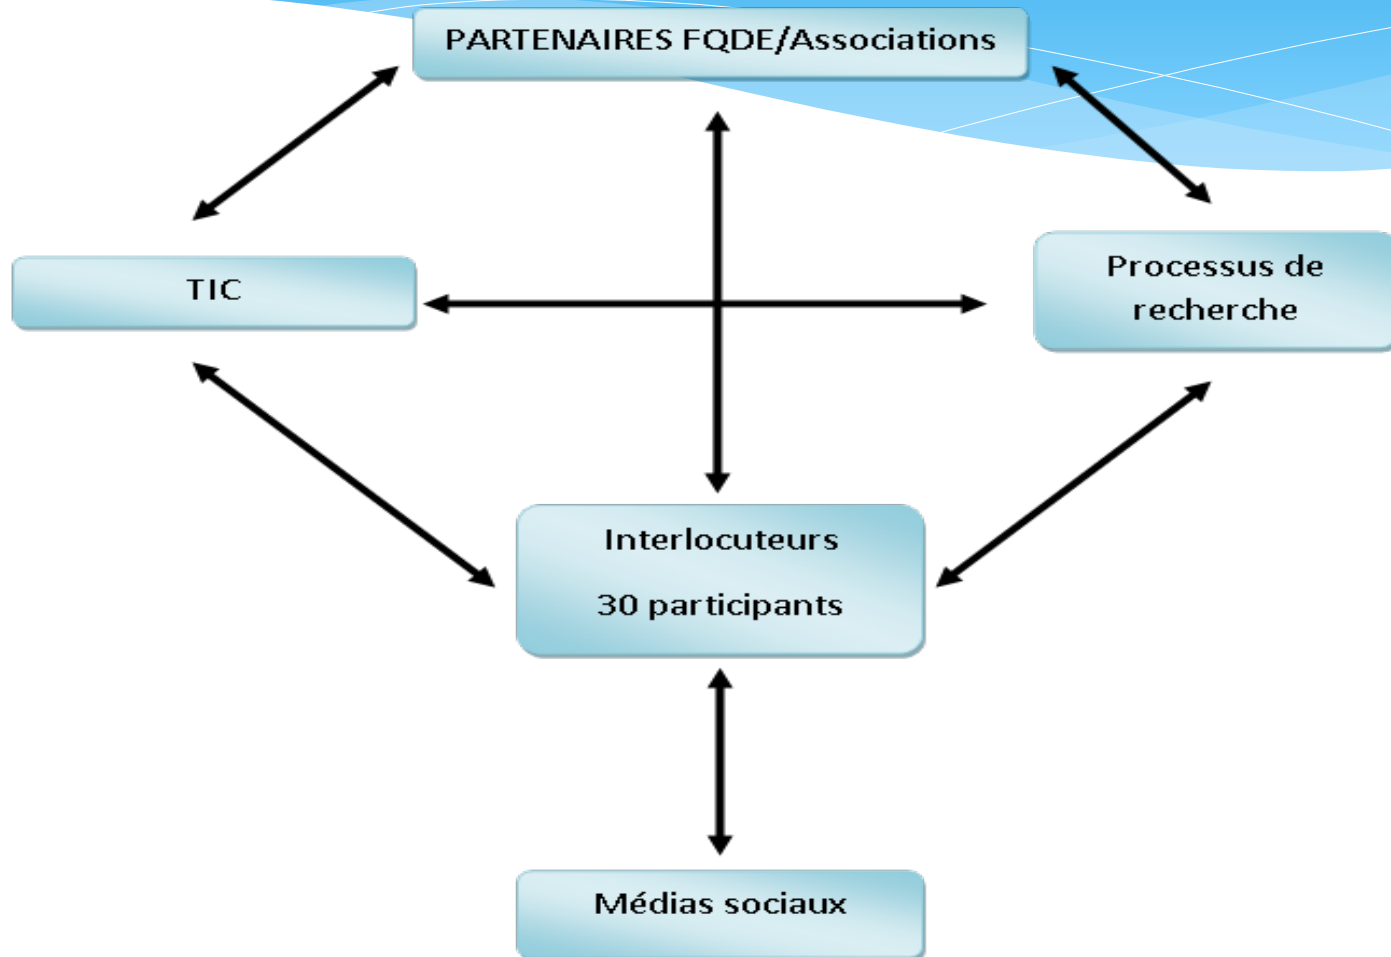 PARTENAIRES FQDE/Associations
TIC
Processus de
recherche
Interlocuteurs
30 participants
Médias sociaux